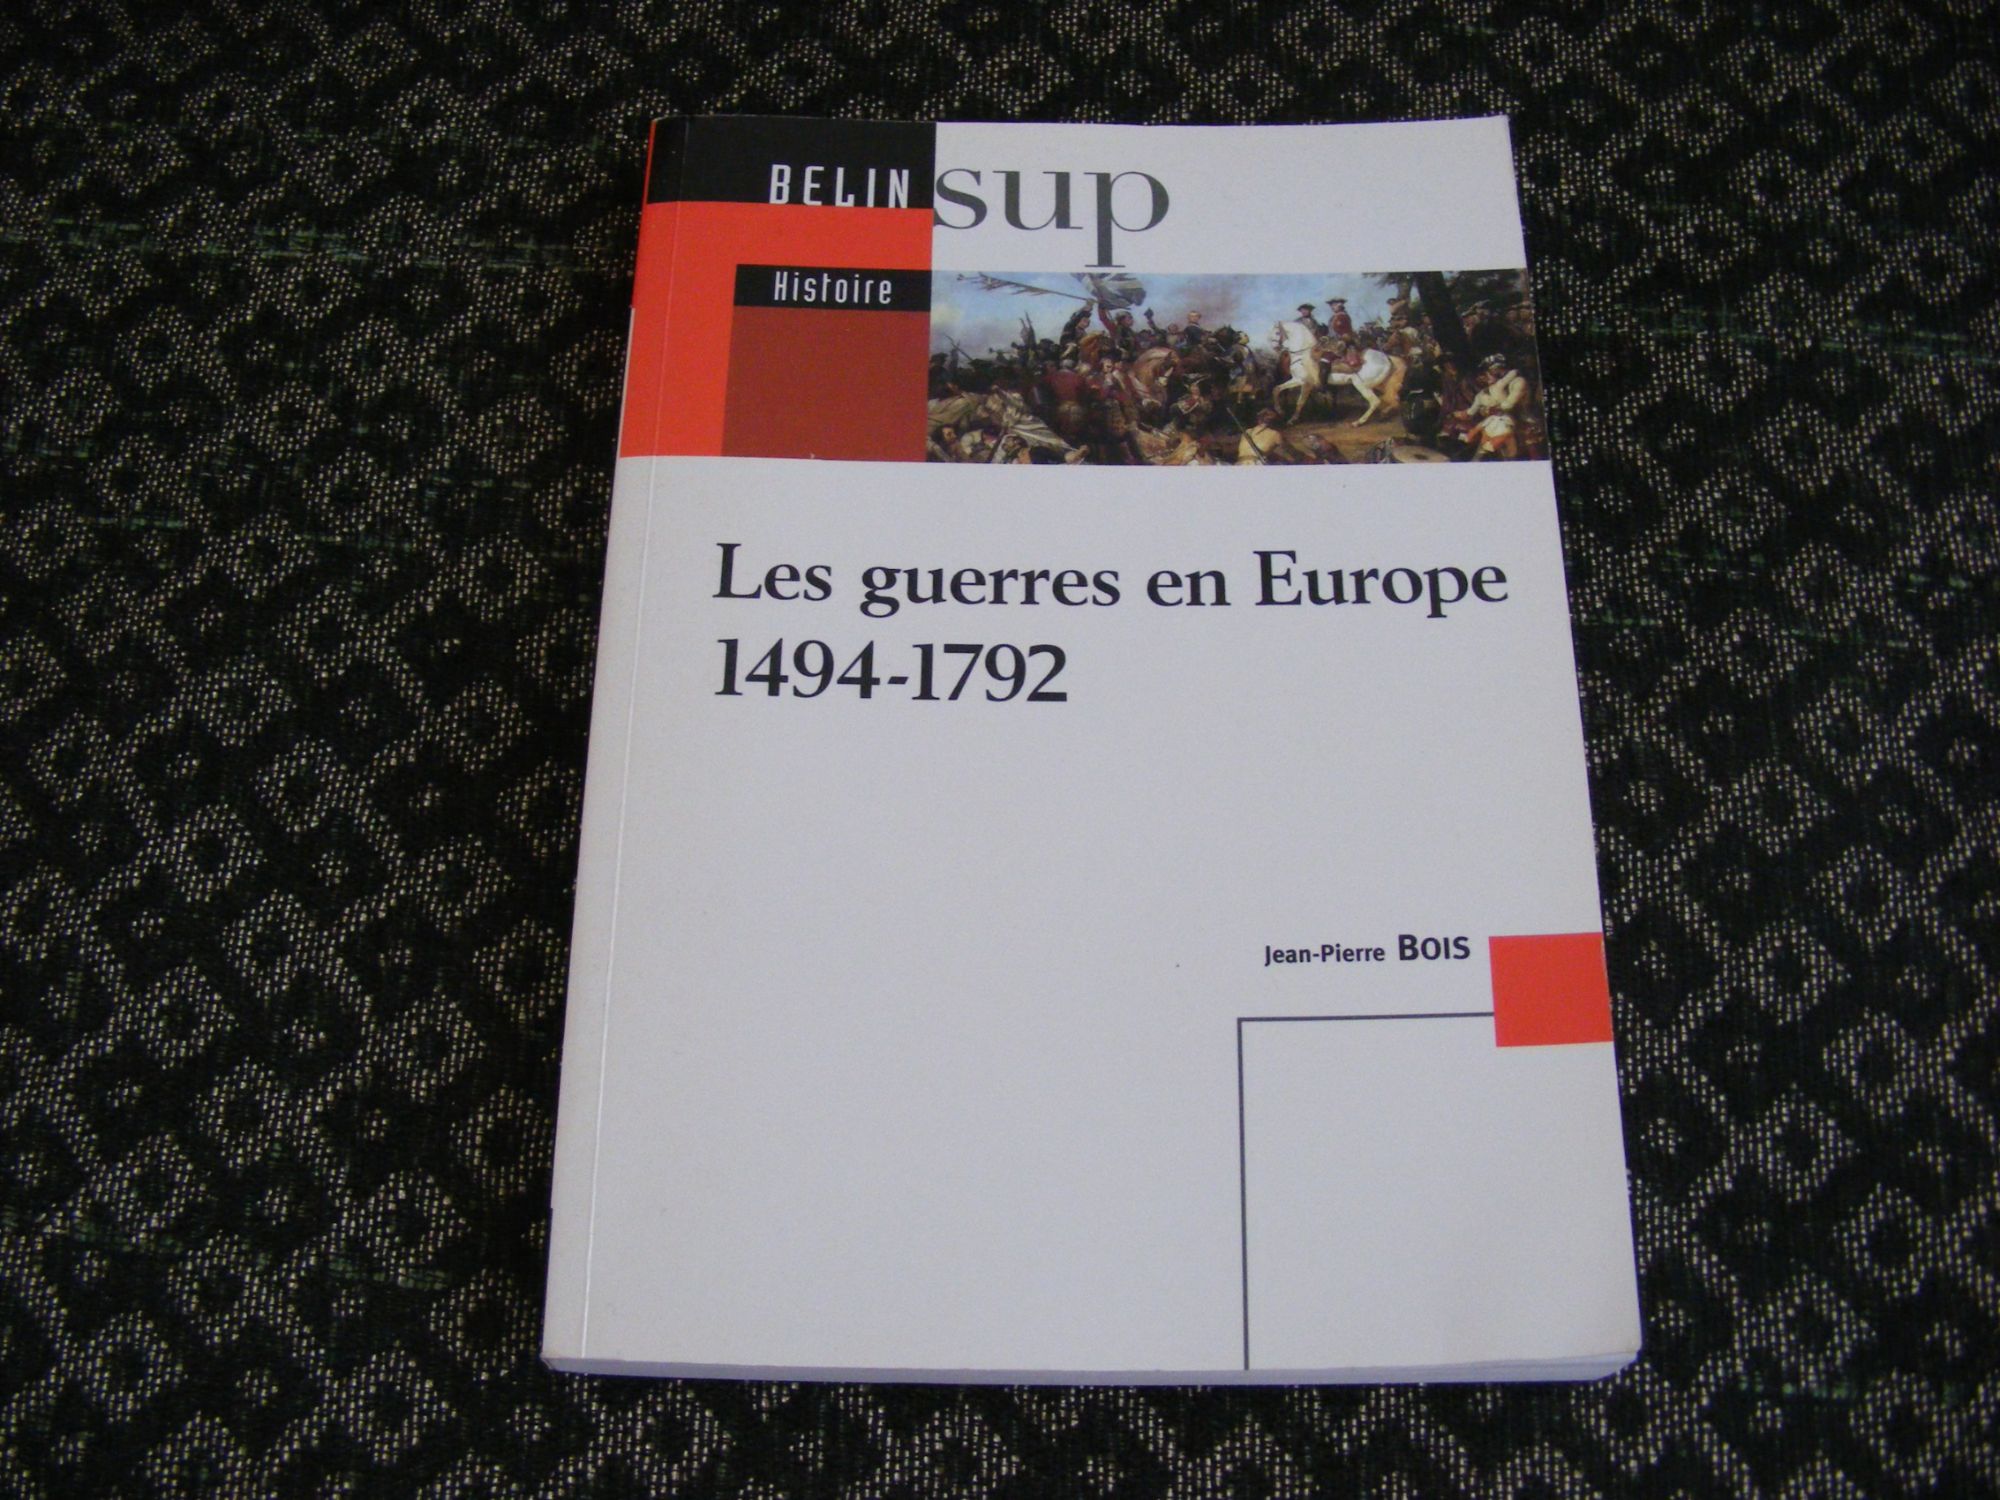 BELIN sup
Histoire
Les guerres en Europe
1494-1792
Jean-Pierre BOIS